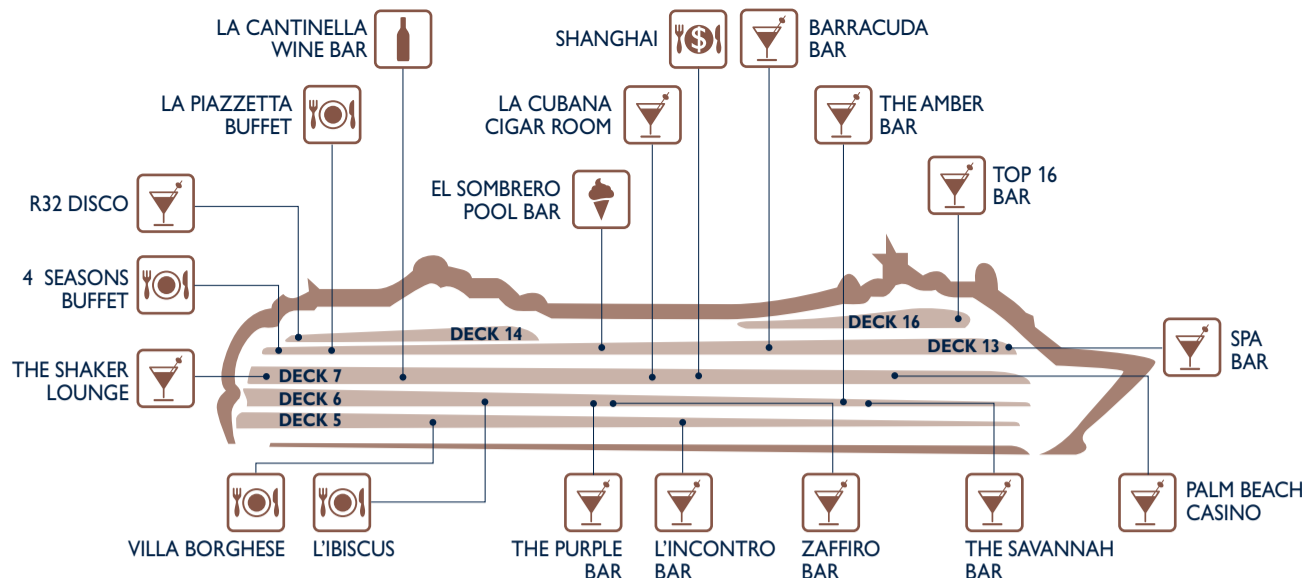 LA CANTINELLA
WINE BAR
SHANGHAI
$
BARRACUDA
BAR
LA PIAZZETTA
BUFFET
LA CUBANA
CIGAR ROOM
THE AMBER
BAR
R32 DISCO
EL SOMBRERO
POOL BAR
TOP 16
BAR
4 SEASONS
BUFFET
DECK 16
DECK 14
DECK 13
SPA
BAR
THE SHAKER
LOUNGE
DECK 7
DECK 6
DECK 5
VILLA BORGHESE
L'IBISCUS
THE PURPLE
BAR
L'INCONTRO
BAR
ZAFFIRO
BAR
THE SAVANNAH
BAR
PALM BEACH
CASINO